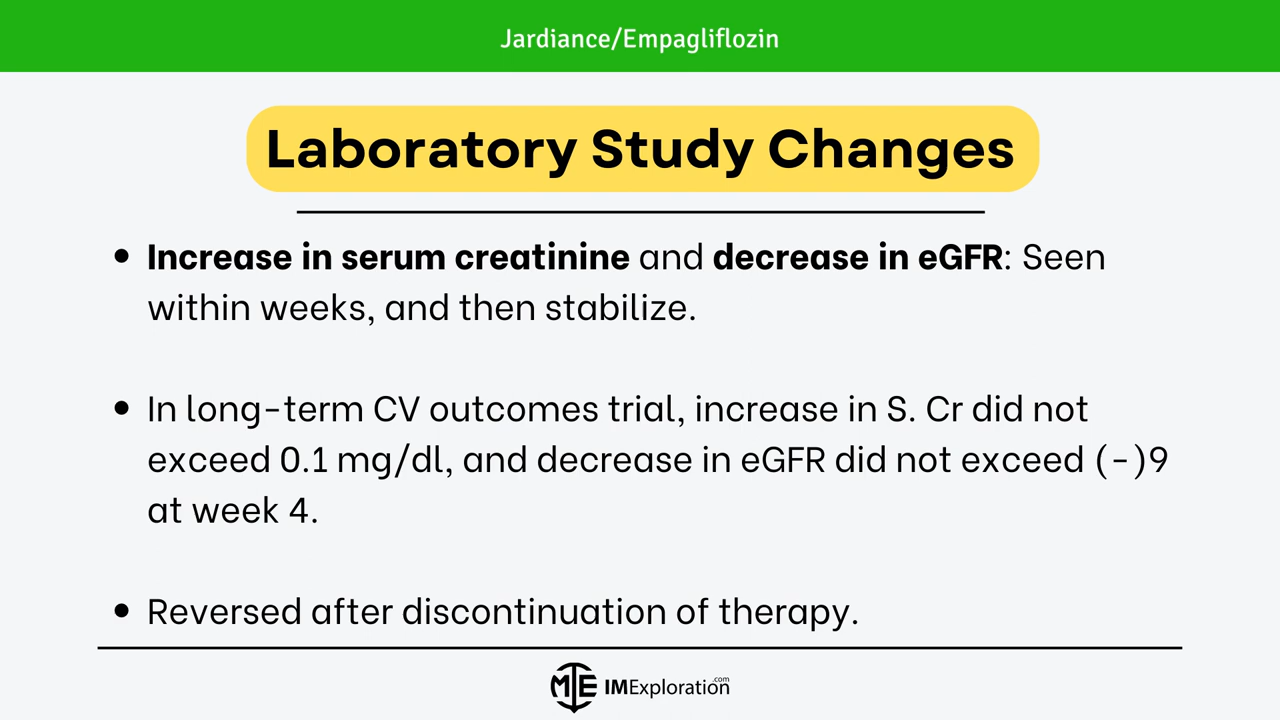 Jardiance/Empagliflozin
Laboratory Study Changes
• Increase in serum creatinine and decrease in eGFR: Seen
within weeks, and then stabilize.
• In long-term CV outcomes trial, increase in S. Cr did not
exceed 0.1 mg/dl, and decrease in eGFR did not exceed (-)9
at week 4.
• Reversed after discontinuation of therapy.
MIE IMExploration.com